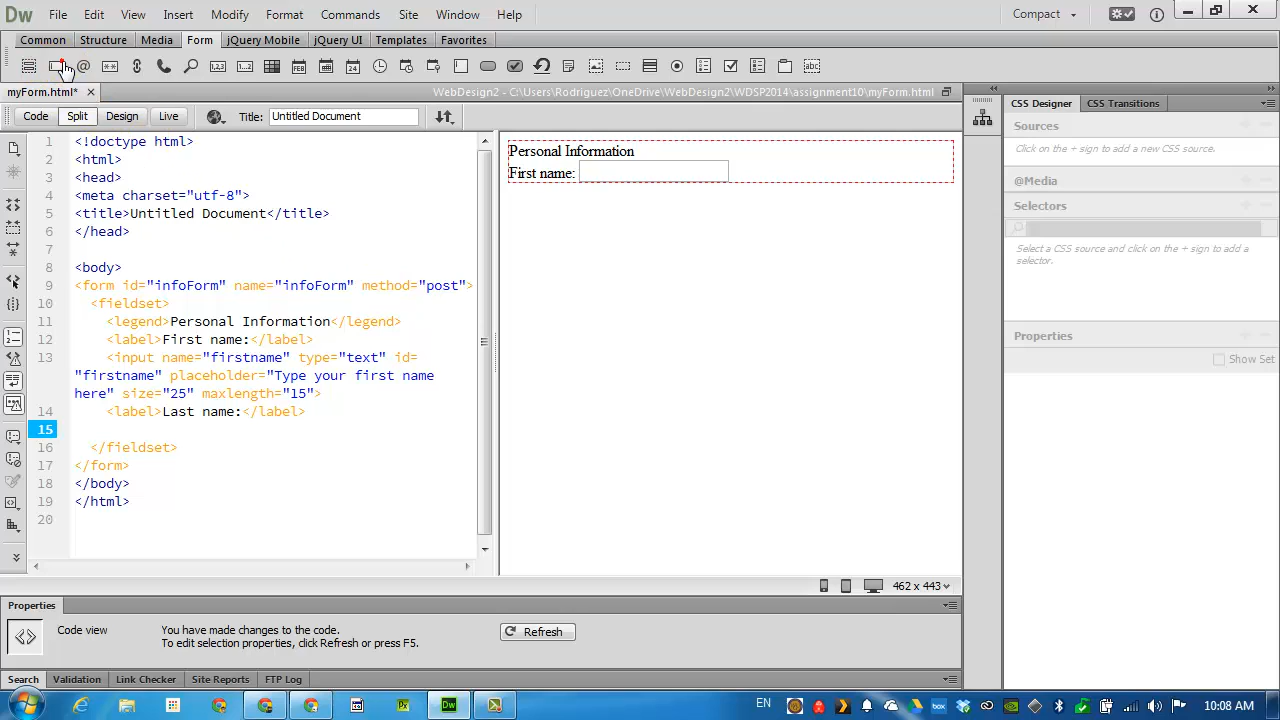 Dw File Edit View Insert Modify Format Commands Site Window Help Compact
Common Structure Media Form jQuery Mobile jQuery UI Templates Favorites
myForm.html* WebDesign2 - C:\Users\Rodriguez\OneDrive\WebDesign2\WDSP2014\assignment10\myForm.html
Code Split Design Live Title: Untitled Document
1 <!doctype html>
2 <html>
3 <head>
4 <meta charset="utf-8">
5 <title>Untitled Document</title>
6 </head>
7
8 <body>
9 <form id="infoForm" name="infoForm" method="post">
10 <fieldset>
11 <legend>Personal Information</legend>
12 <label>First name:</label>
13 <input name="firstname" type="text" id=
"firstname" placeholder="Type your first name
here" size="25" maxlength="15">
14 <label>Last name:</label>
15
16 </fieldset>
17 </form>
18 </body>
19 </html>
20
Personal Information
First name:
CSS Designer CSS Transitions
Sources
Click on the + sign to add a new CSS source.
@Media
Selectors
Select a CSS source and click on the + sign to add a
selector.
Properties
Show Set
462 x 443
Properties
Code view You have made changes to the code. Refresh
To edit selection properties, click Refresh or press F5.
Search Validation Link Checker Site Reports FTP Log
EN 10:08 AM